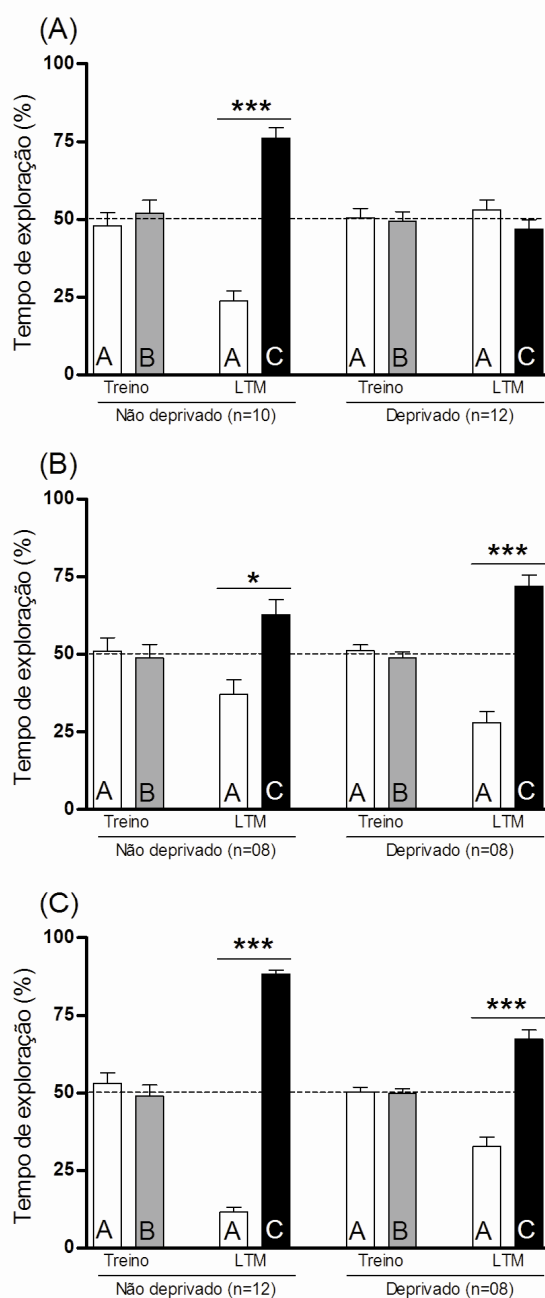 (A)
Tempo de exploração (%)
100
75
50
25
0
***
A B A C A B A C
Treino LTM Treino LTM
Não deprivado (n=10) Deprivado (n=12)
(B)
Tempo de exploração (%)
100
75
50
25
0
* ***
A B A C A B A C
Treino LTM Treino LTM
Não deprivado (n=08) Deprivado (n=08)
(C)
Tempo de exploração (%)
100
75
50
25
0
*** ***
A B A C A B A C
Treino LTM Treino LTM
Não deprivado (n=12) Deprivado (n=08)